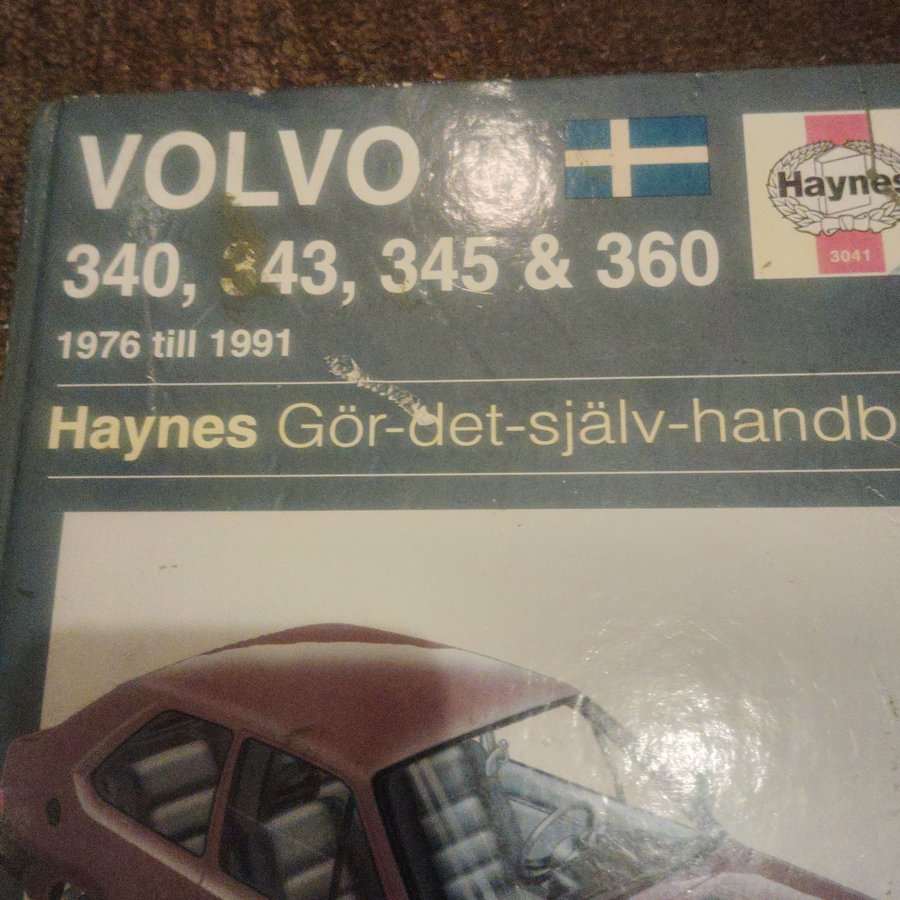 VOLVO
Haynes
3041
340, 343, 345 & 360
1976 till 1991
Haynes Gör-det-själv-handb